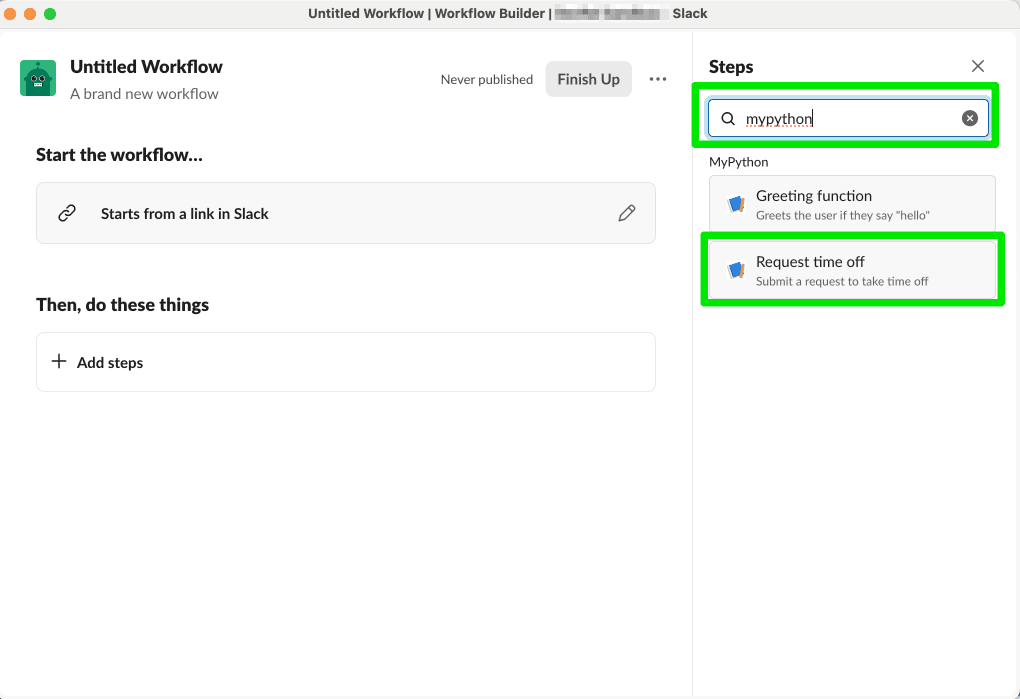 Untitled Workflow | Workflow Builder | Slack
Untitled Workflow
A brand new workflow
Never published
Finish Up
Start the workflow...
Starts from a link in Slack
Then, do these things
Add steps
Steps
mypython
MyPython
Greeting function
Greets the user if they say "hello"
Request time off
Submit a request to take time off